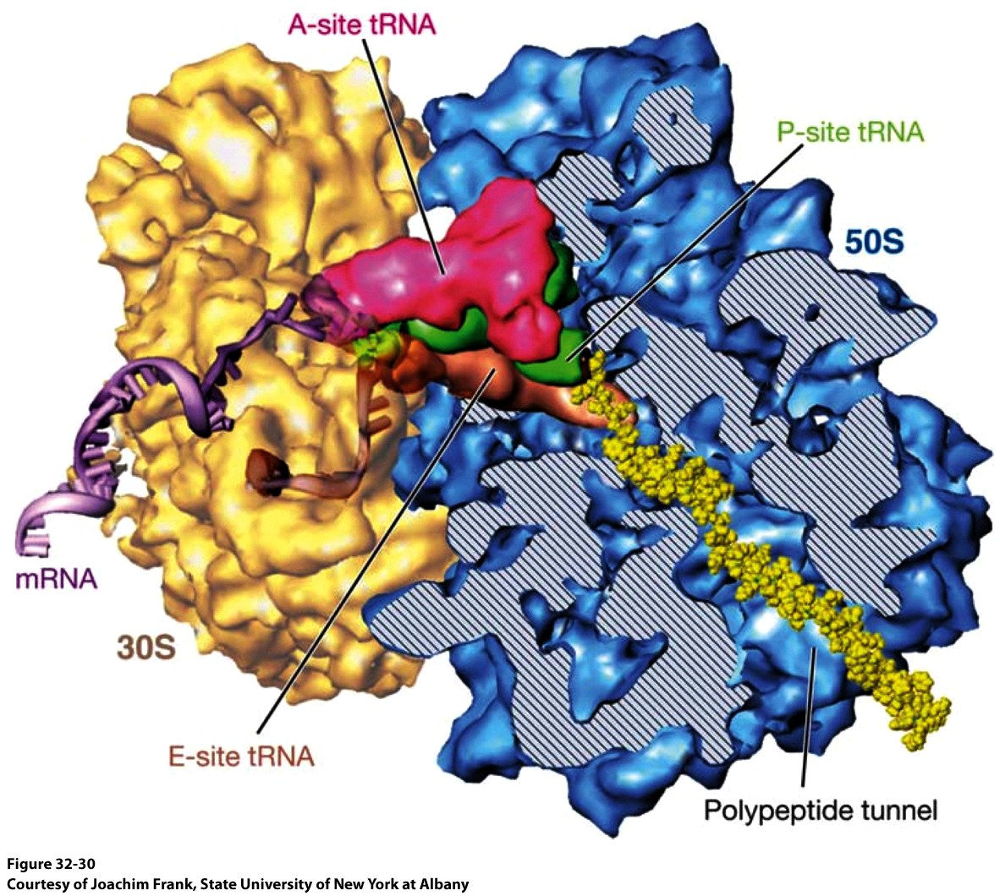 A-site tRNA
P-site tRNA
50S
mRNA
30S
E-site tRNA
Polypeptide tunnel
Figure 32-30
Courtesy of Joachim Frank, State University of New York at Albany